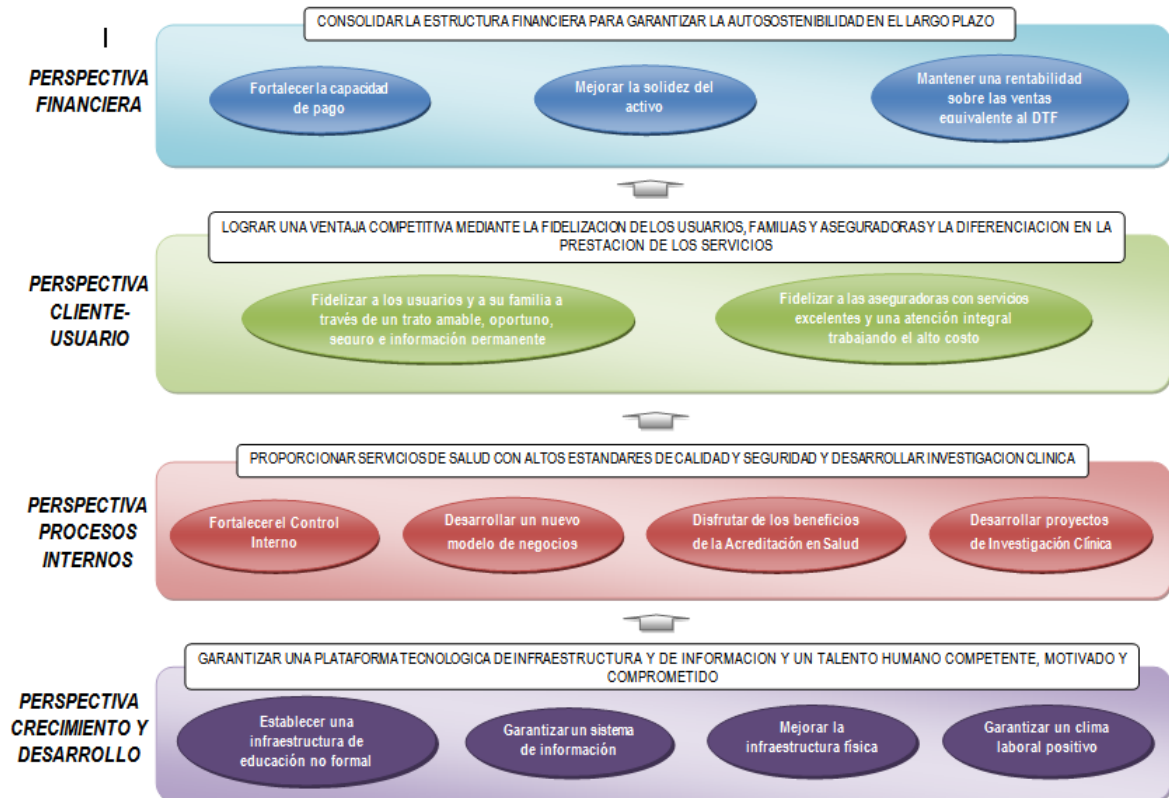 CONSOLIDAR LA ESTRUCTURA FINANCIERA PARA GARANTIZAR LA AUTOSOSTENIBILIDAD EN EL LARGO PLAZO
I
PERSPECTIVA
FINANCIERA
Fortalecer la capacidad
de pago
Mejorar la solidez del
activo
Mantener una rentabilidad
sobre las ventas
equivalente al DTF
LOGRAR UNA VENTAJA COMPETITIVA MEDIANTE LA FIDELIZACION DE LOS USUARIOS, FAMILIAS Y ASEGURADORAS Y LA DIFERENCIACION EN LA
PRESTACION DE LOS SERVICIOS
PERSPECTIVA
CLIENTE-
USUARIO
Fidelizar a los usuarios y a su familia a
través de un trato amable, oportuno,
seguro e información permanente
Fidelizar a las aseguradoras con servicios
excelentes y una atención integral
trabajando el alto costo
PROPORCIONAR SERVICIOS DE SALUD CON ALTOS ESTANDARES DE CALIDAD Y SEGURIDAD Y DESARROLLAR INVESTIGACION CLINICA
PERSPECTIVA
PROCESOS
INTERNOS
Fortalecer el Control
Interno
Desarrollar un nuevo
modelo de negocios
Disfrutar de los beneficios
de la Acreditación en Salud
Desarrollar proyectos
de Investigación Clínica
GARANTIZAR UNA PLATAFORMA TECNOLOGICA DE INFRAESTRUCTURA Y DE INFORMACION Y UN TALENTO HUMANO COMPETENTE, MOTIVADO Y
COMPROMETIDO
PERSPECTIVA
CRECIMIENTO Y
DESARROLLO
Establecer una
infraestructura de
educación no formal
Garantizar un sistema
de información
Mejorar la
infraestructura física
Garantizar un clima
laboral positivo